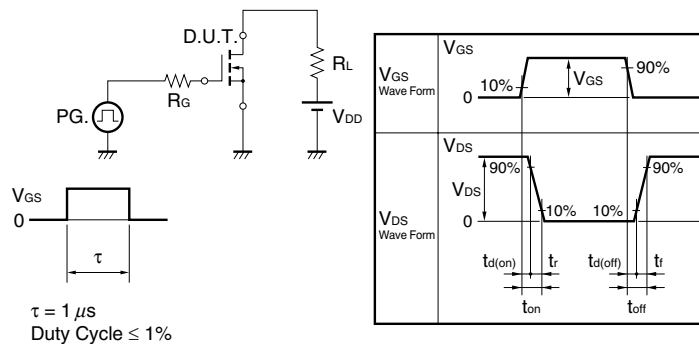 D.U.T.
RL
RG
PG.
VDD
VGS
0
τ
τ = 1 μs
Duty Cycle ≤ 1%
VGS
Wave Form
VGS
10%
VGS
90%
0
VDS
Wave Form
VDS
90%
VDS
10%
10%
90%
0
td(on)
tr
td(off)
tf
ton
toff